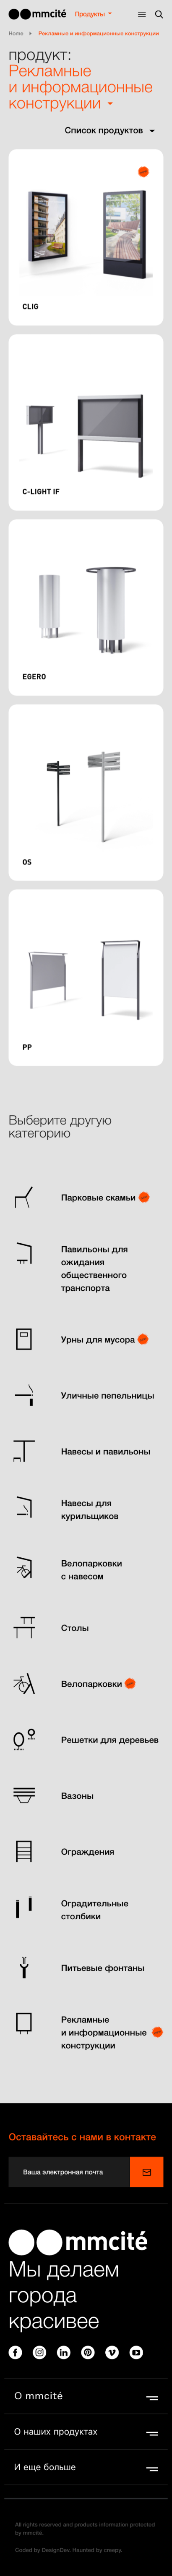 mmcité
Продукты
Home
Рекламные и информационные конструкции
продукт:
Рекламные
и информационные
конструкции
Список продуктов
CLIG
C-LIGHT IF
EGERO
OS
PP
Выберите другую
категорию
Парковые скамьи
Павильоны для
ожидания
общественного
транспорта
Урны для мусора
Уличные пепельницы
Навесы и павильоны
Навесы для
курильщиков
Велопарковки
с навесом
Столы
Велопарковки
Решетки для деревьев
Вазоны
Ограждения
Оградительные
столбики
Питьевые фонтаны
Рекламные
и информационные
конструкции
Оставайтесь с нами в контакте
Ваша электронная почта
mmcité
Мы делаем
города
красивее
О mmcité
О наших продуктах
И еще больше
All rights reserved and products information protected
by mmcité.
Coded by DesignDev. Haunted by creepy.